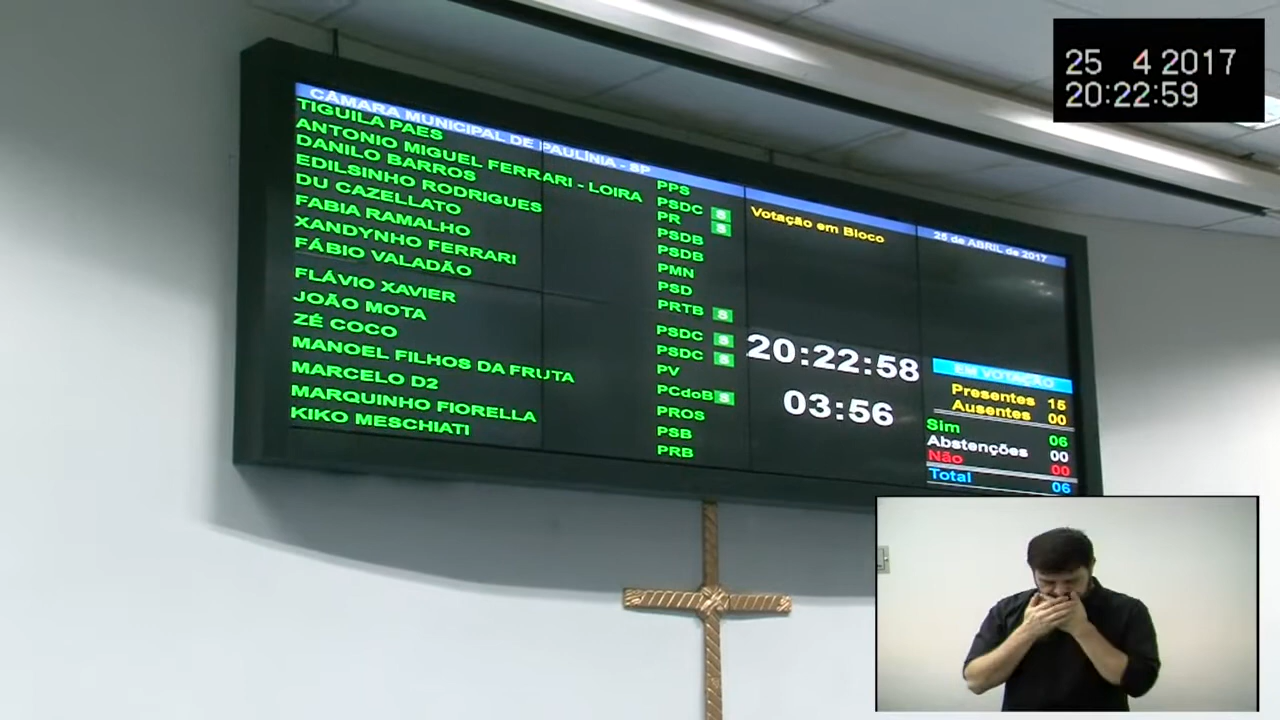 25 4 2017
20:22:59
CÂMARA MUNICIPAL DE PAULÍNIA - SP
25 de ABRIL de 2017
TIGUILA PAES PPS
ANTONIO MIGUEL FERRARI - LOIRA PSDC S
DANILO BARROS PR S
EDILSINHO RODRIGUES PSDB
DU CAZELLATO PSDB
FABIA RAMALHO PMN
XANDYNHO FERRARI PSD
FÁBIO VALADÃO PRTB S
FLÁVIO XAVIER PSDC S
JOÃO MOTA PSDC S
ZÉ COCO PV
MANOEL FILHOS DA FRUTA PCdoB S
MARCELO D2 PROS
MARQUINHO FIORELLA PSB
KIKO MESCHIATI PRB
Votação em Bloco
20:22:58
03:56
EM VOTAÇÃO
Presentes 15
Ausentes 00
Sim 06
Abstenções 00
Não 00
Total 06